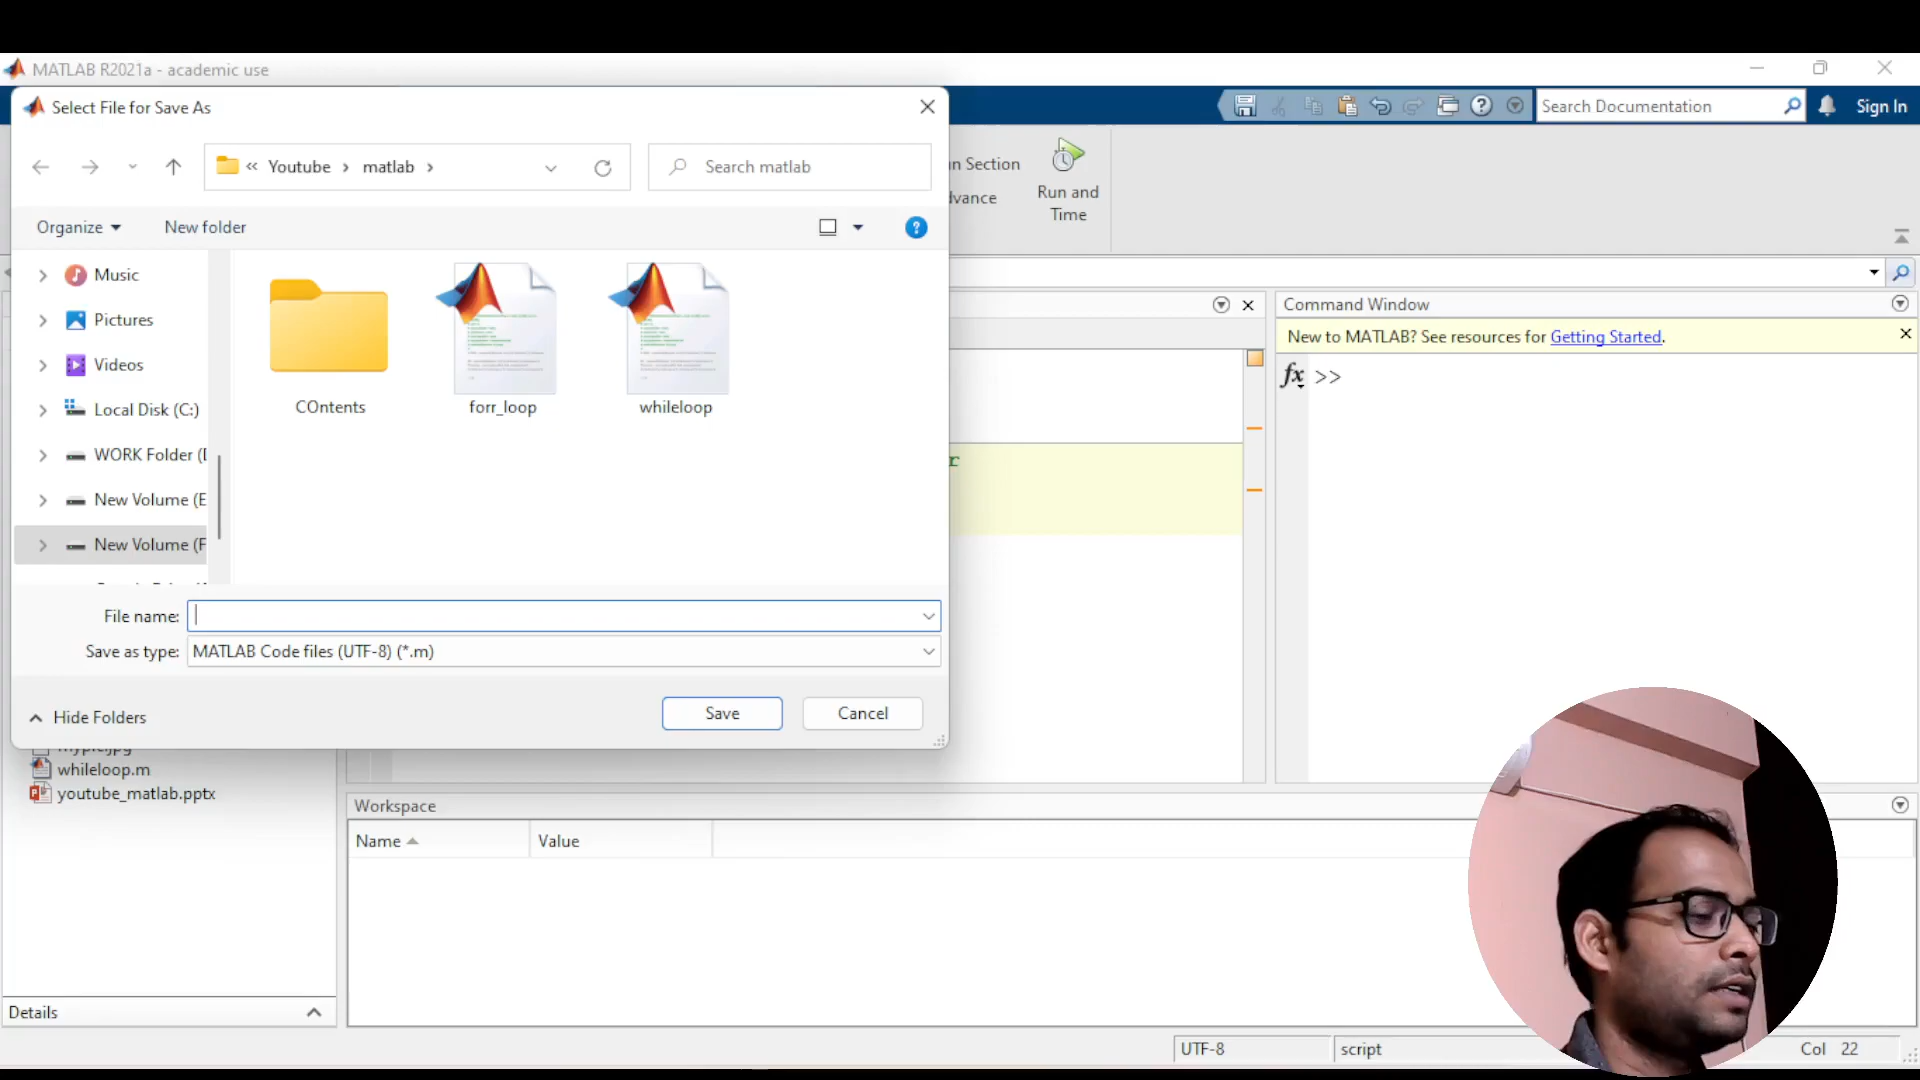 MATLAB R2021a - academic use
Select File for Save As
Search Documentation
Sign In
« Youtube › matlab ›
Search matlab
Section
Run and
Time
Organize
New folder
Music
Pictures
Videos
Local Disk (C:)
WORK Folder (
New Volume (E
New Volume (F
COntents
forr_loop
whileloop
Command Window
New to MATLAB? See resources for Getting Started.
fx >>
r
File name:
Save as type: MATLAB Code files (UTF-8) (*.m)
Hide Folders
Save
Cancel
whileloop.m
youtube_matlab.pptx
Workspace
Name
Value
Details
UTF-8
script
Col 22